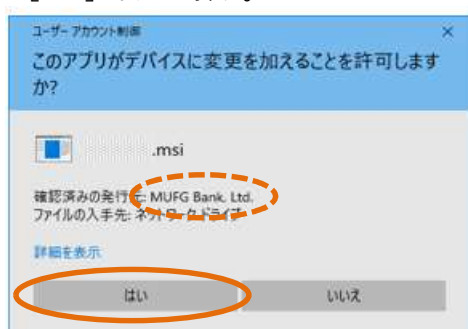 ユーザー アカウント制御
このアプリがデバイスに変更を加えることを許可します
か?
.msi
確認済みの発行元: MUFG Bank, Ltd.
ファイルの入手先: ネットワーク ドライブ
詳細を表示
はい
いいえ